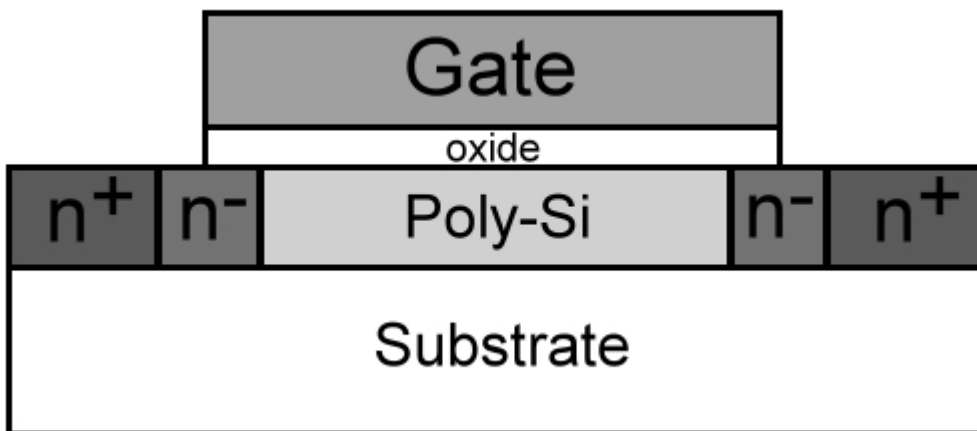 Gate
oxide
n⁺ n⁻ Poly-Si n⁻ n⁺
Substrate